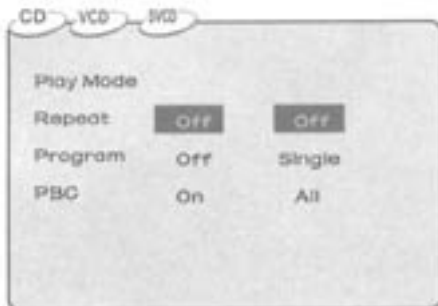 CD VCD SVCD
Play Mode
Repeat Off Off
Program Off Single
PBC On All